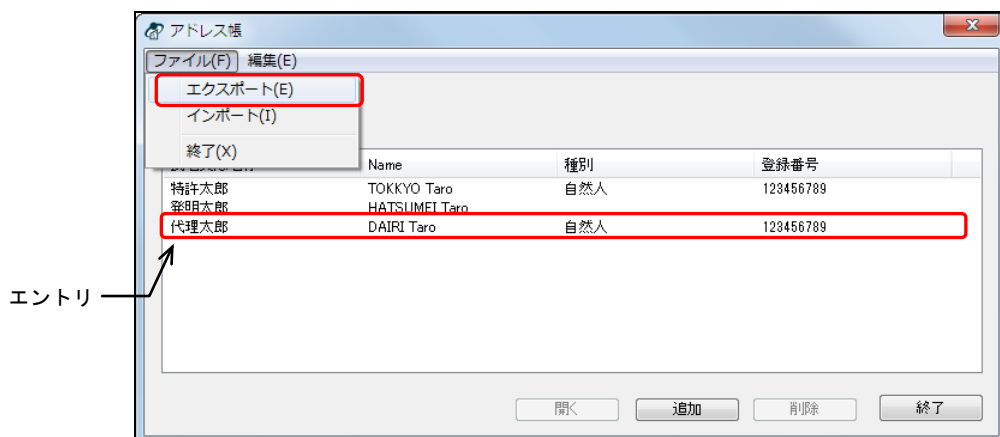 アドレス帳
x
ファイル(F) 編集(E)
エクスポート(E)
インポート(I)
終了(X)
Name 種別 登録番号
特許太郎 TOKKYO Taro 自然人 123456789
発明太郎 HATSUMEI Taro
代理太郎 DAIRI Taro 自然人 123456789
エントリ
開く 追加 削除 終了